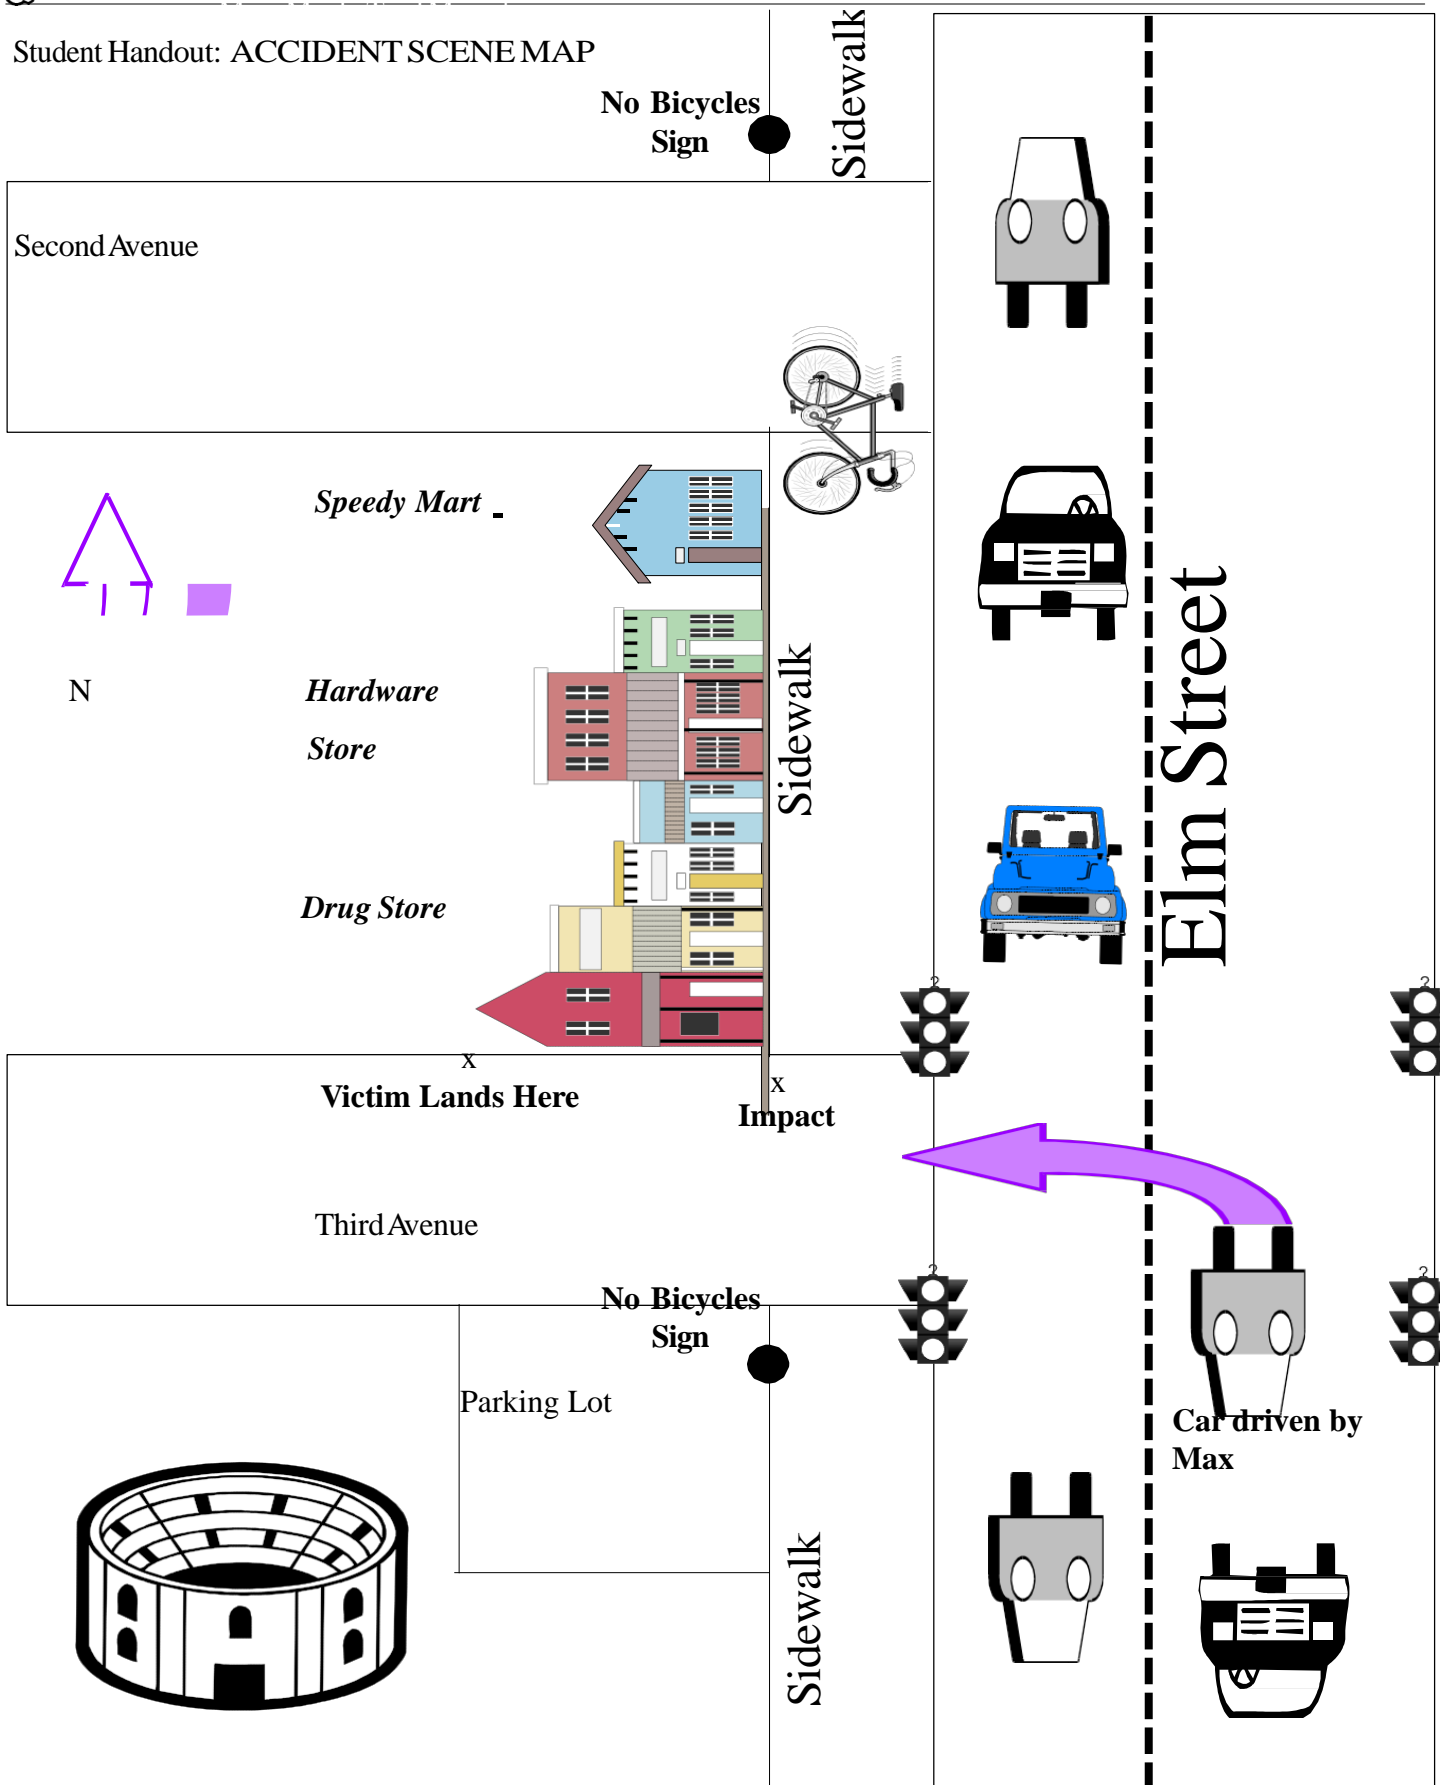 Student Handout: ACCIDENT SCENE MAP
Sidewalk
No Bicycles
Sign
Second Avenue
Speedy Mart -
N
Hardware
Store
Sidewalk
Elm Street
Drug Store
?
?
x
x
Victim Lands Here
Impact
Third Avenue
?
?
No Bicycles
Sign
Parking Lot
Car driven by
Max
Sidewalk